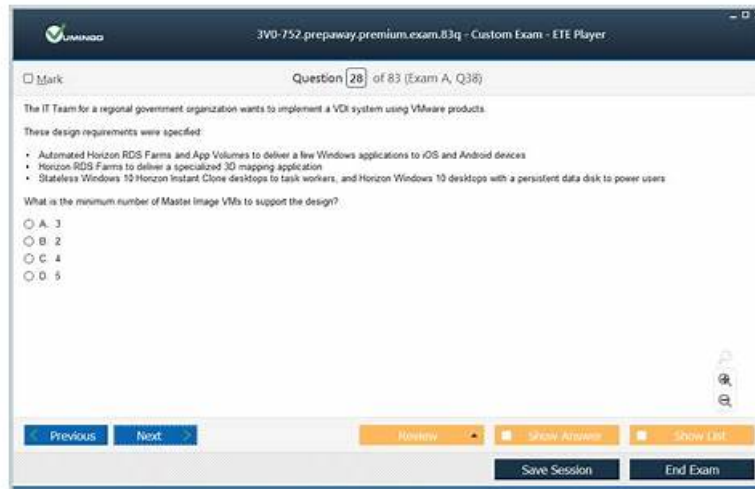 VUMINGO
3V0-752.prepaway.premium.exam.83q - Custom Exam - ETE Player
Mark
Question 28 of 83 (Exam A, Q38)
The IT Team for a regional government organization wants to implement a VDI system using VMware products.
These design requirements were specified:
• Automated Horizon RDS Farms and App Volumes to deliver a few Windows applications to iOS and Android devices
• Horizon RDS Farms to deliver a specialized 3D mapping application
• Stateless Windows 10 Horizon Instant Clone desktops to task workers, and Horizon Windows 10 desktops with a persistent data disk to power users
What is the minimum number of Master Image VMs to support the design?
A. 3
B. 2
C. 4
D. 5
Previous
Next
Review
Show Answer
Show List
Save Session
End Exam